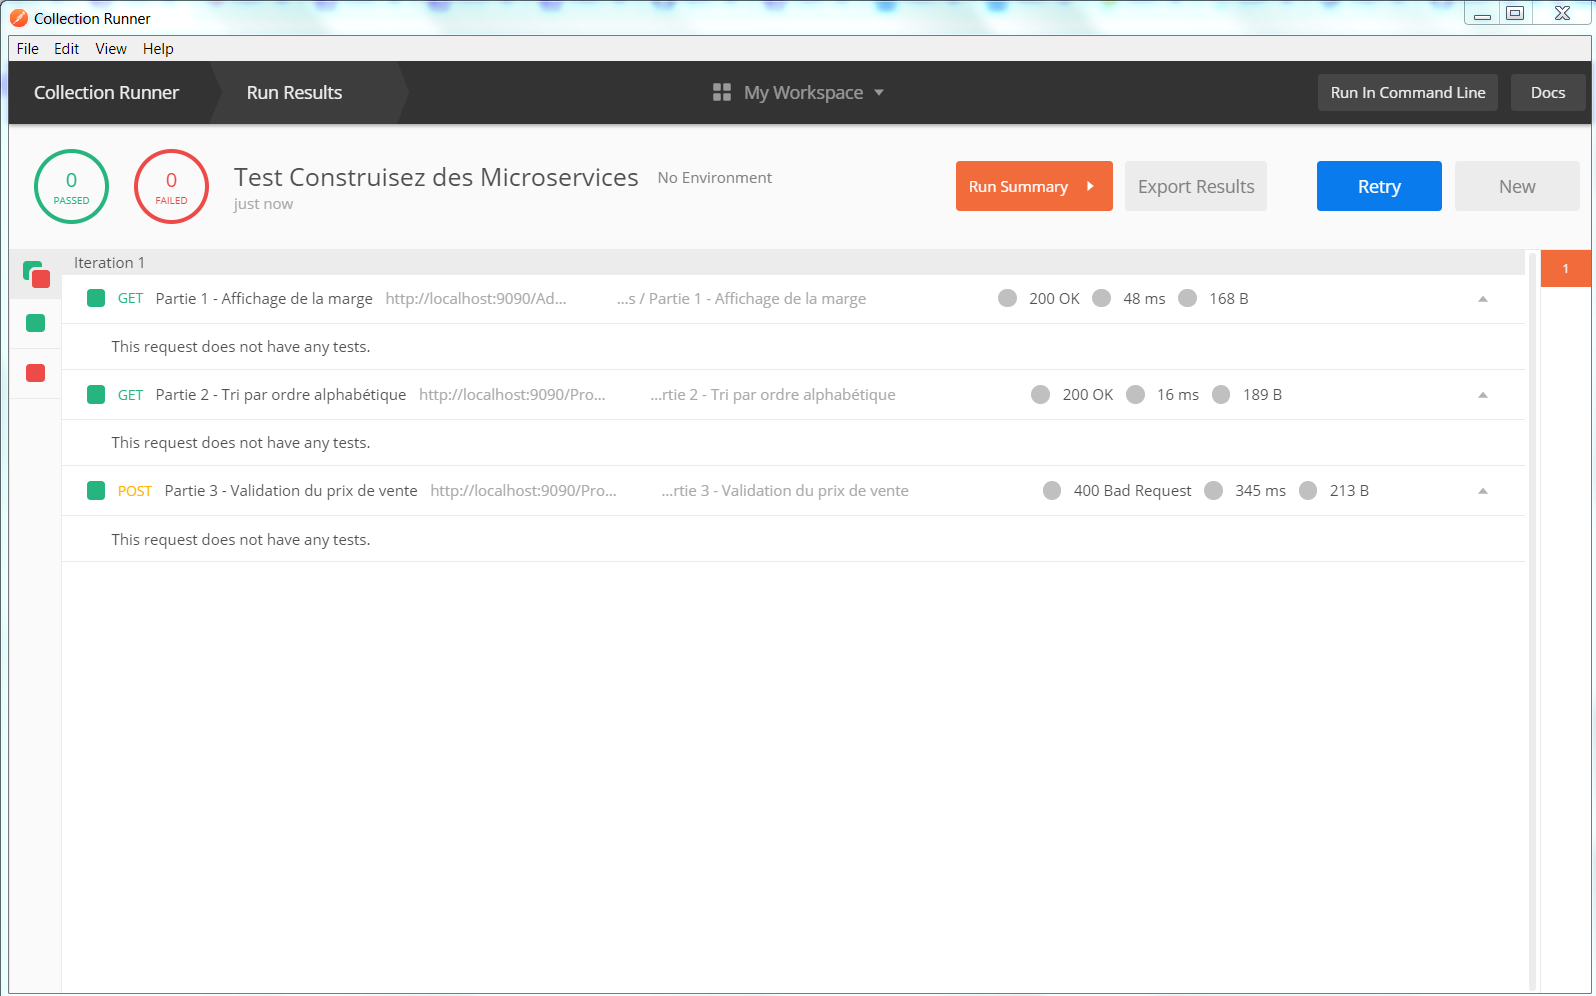 Collection Runner
File Edit View Help
Collection Runner Run Results My Workspace Run In Command Line Docs
0 PASSED
0 FAILED
Test Construisez des Microservices No Environment
just now
Run Summary Export Results Retry New
Iteration 1
1
GET Partie 1 - Affichage de la marge http://localhost:9090/Ad... ...s / Partie 1 - Affichage de la marge 200 OK 48 ms 168 B
This request does not have any tests.
GET Partie 2 - Tri par ordre alphabétique http://localhost:9090/Pro... ...rtie 2 - Tri par ordre alphabétique 200 OK 16 ms 189 B
This request does not have any tests.
POST Partie 3 - Validation du prix de vente http://localhost:9090/Pro... ...rtie 3 - Validation du prix de vente 400 Bad Request 345 ms 213 B
This request does not have any tests.